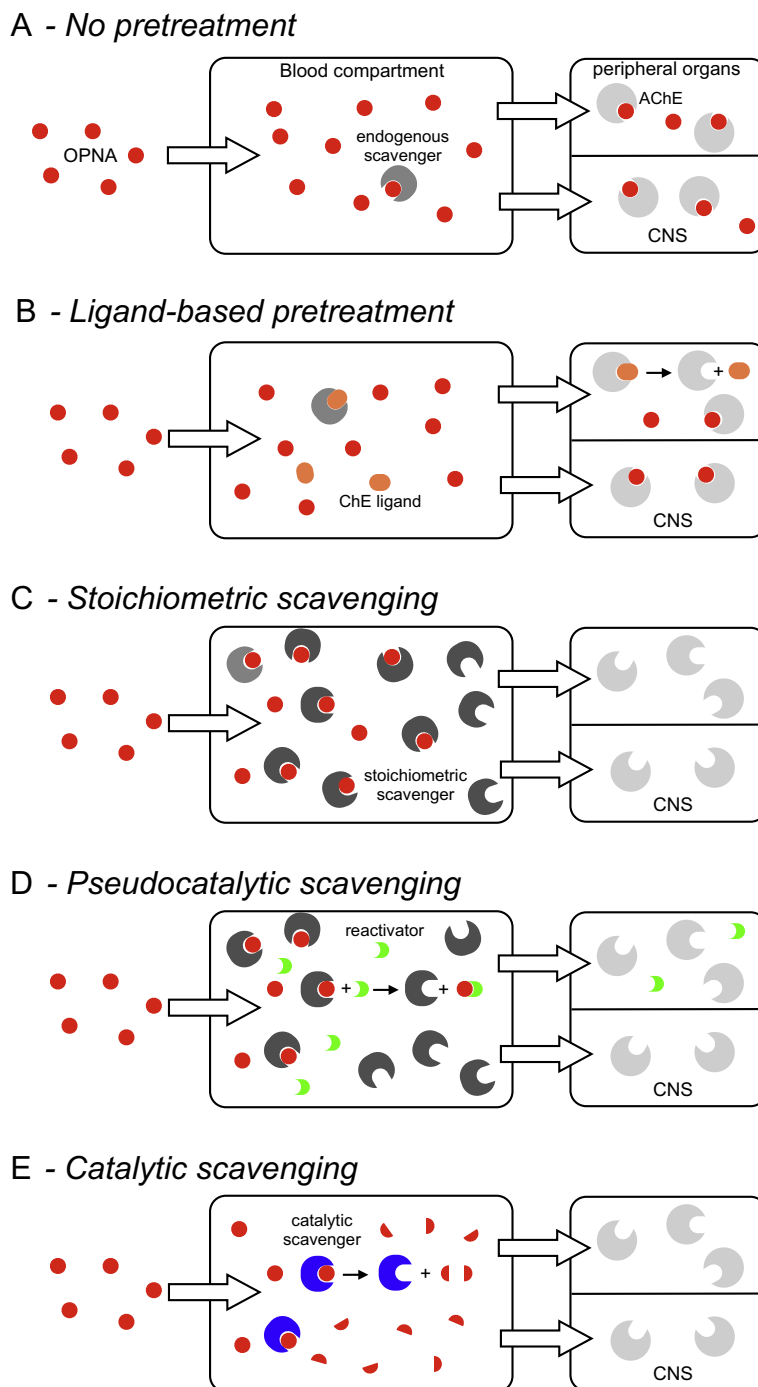 A - No pretreatment
Blood compartment
peripheral organs
AChE
OPNA
endogenous
scavenger
CNS
B - Ligand-based pretreatment
+
ChE ligand
CNS
C - Stoichiometric scavenging
stoichiometric
scavenger
CNS
D - Pseudocatalytic scavenging
reactivator
+ +
CNS
E - Catalytic scavenging
catalytic
scavenger
+
CNS